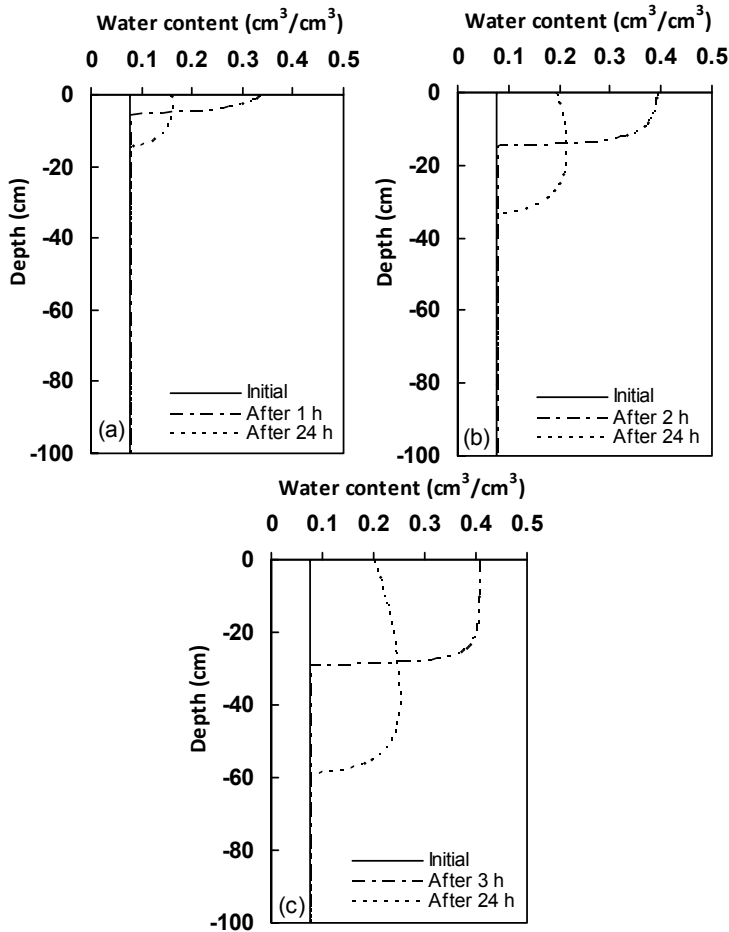 Water content (cm³/cm³)
0 0.1 0.2 0.3 0.4 0.5
0
-20
-40
-60
-80
-100
Depth (cm)
Initial
After 1 h
After 24 h
(a)
Water content (cm³/cm³)
0 0.1 0.2 0.3 0.4 0.5
0
-20
-40
-60
-80
-100
Depth (cm)
Initial
After 2 h
After 24 h
(b)
Water content (cm³/cm³)
0 0.1 0.2 0.3 0.4 0.5
0
-20
-40
-60
-80
-100
Depth (cm)
Initial
After 3 h
After 24 h
(c)